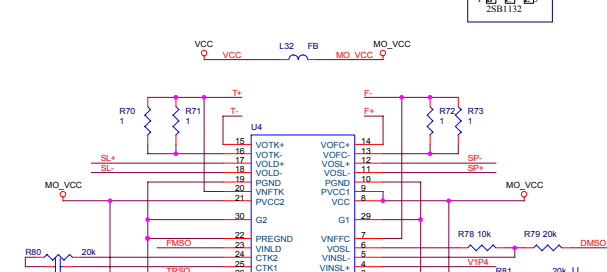 2SB1132
VCC L32 FB MO_VCC
VCC MO_VCC
T+ F-
R70 R71 T- F+ R72 R73
1 1 1 1
U4
15 VOTK+ VOFC+ 14
16 VOTK- VOFC- 13
SL+ 17 VOLD+ VOSL+ 12 SP-
SL- 18 VOLD- VOSL- 11 SP+
19 PGND PGND 10
MO_VCC 20 VNFTK PVCC1 9 MO_VCC
21 PVCC2 VCC 8
30 G2 G1 29
22 PREGND VNFFC 7 R78 10k R79 20k
FMSO 23 VINLD VOSL 6 DMSO
R80 20k 24 CTK2 VINSL- 5
TRSO 25 CTK1 VINSL+ 4 V1P4
R81 20k